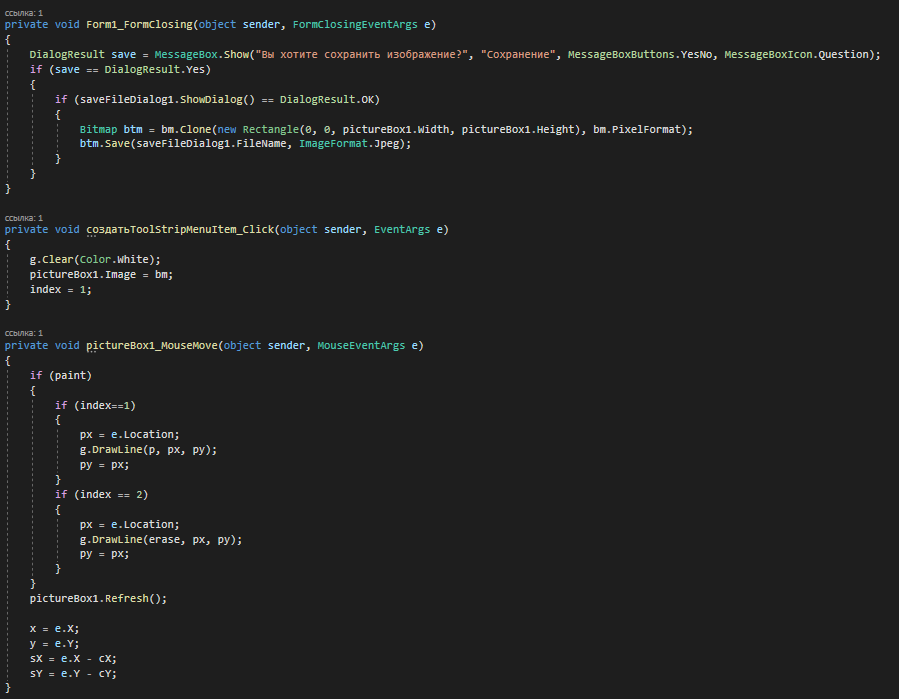 ссылка: 1
private void Form1_FormClosing(object sender, FormClosingEventArgs e)
{
    DialogResult save = MessageBox.Show("Вы хотите сохранить изображение?", "Сохранение", MessageBoxButtons.YesNo, MessageBoxIcon.Question);
    if (save == DialogResult.Yes)
    {
        if (saveFileDialog1.ShowDialog() == DialogResult.OK)
        {
            Bitmap btm = bm.Clone(new Rectangle(0, 0, pictureBox1.Width, pictureBox1.Height), bm.PixelFormat);
            btm.Save(saveFileDialog1.FileName, ImageFormat.Jpeg);
        }
    }
}
ссылка: 1
private void создатьToolStripMenuItem_Click(object sender, EventArgs e)
{
    g.Clear(Color.White);
    pictureBox1.Image = bm;
    index = 1;
}
ссылка: 1
private void pictureBox1_MouseMove(object sender, MouseEventArgs e)
{
    if (paint)
    {
        if (index==1)
        {
            px = e.Location;
            g.DrawLine(p, px, py);
            py = px;
        }
        if (index == 2)
        {
            px = e.Location;
            g.DrawLine(erase, px, py);
            py = px;
        }
    }
    pictureBox1.Refresh();
    x = e.X;
    y = e.Y;
    sX = e.X - cX;
    sY = e.Y - cY;
}